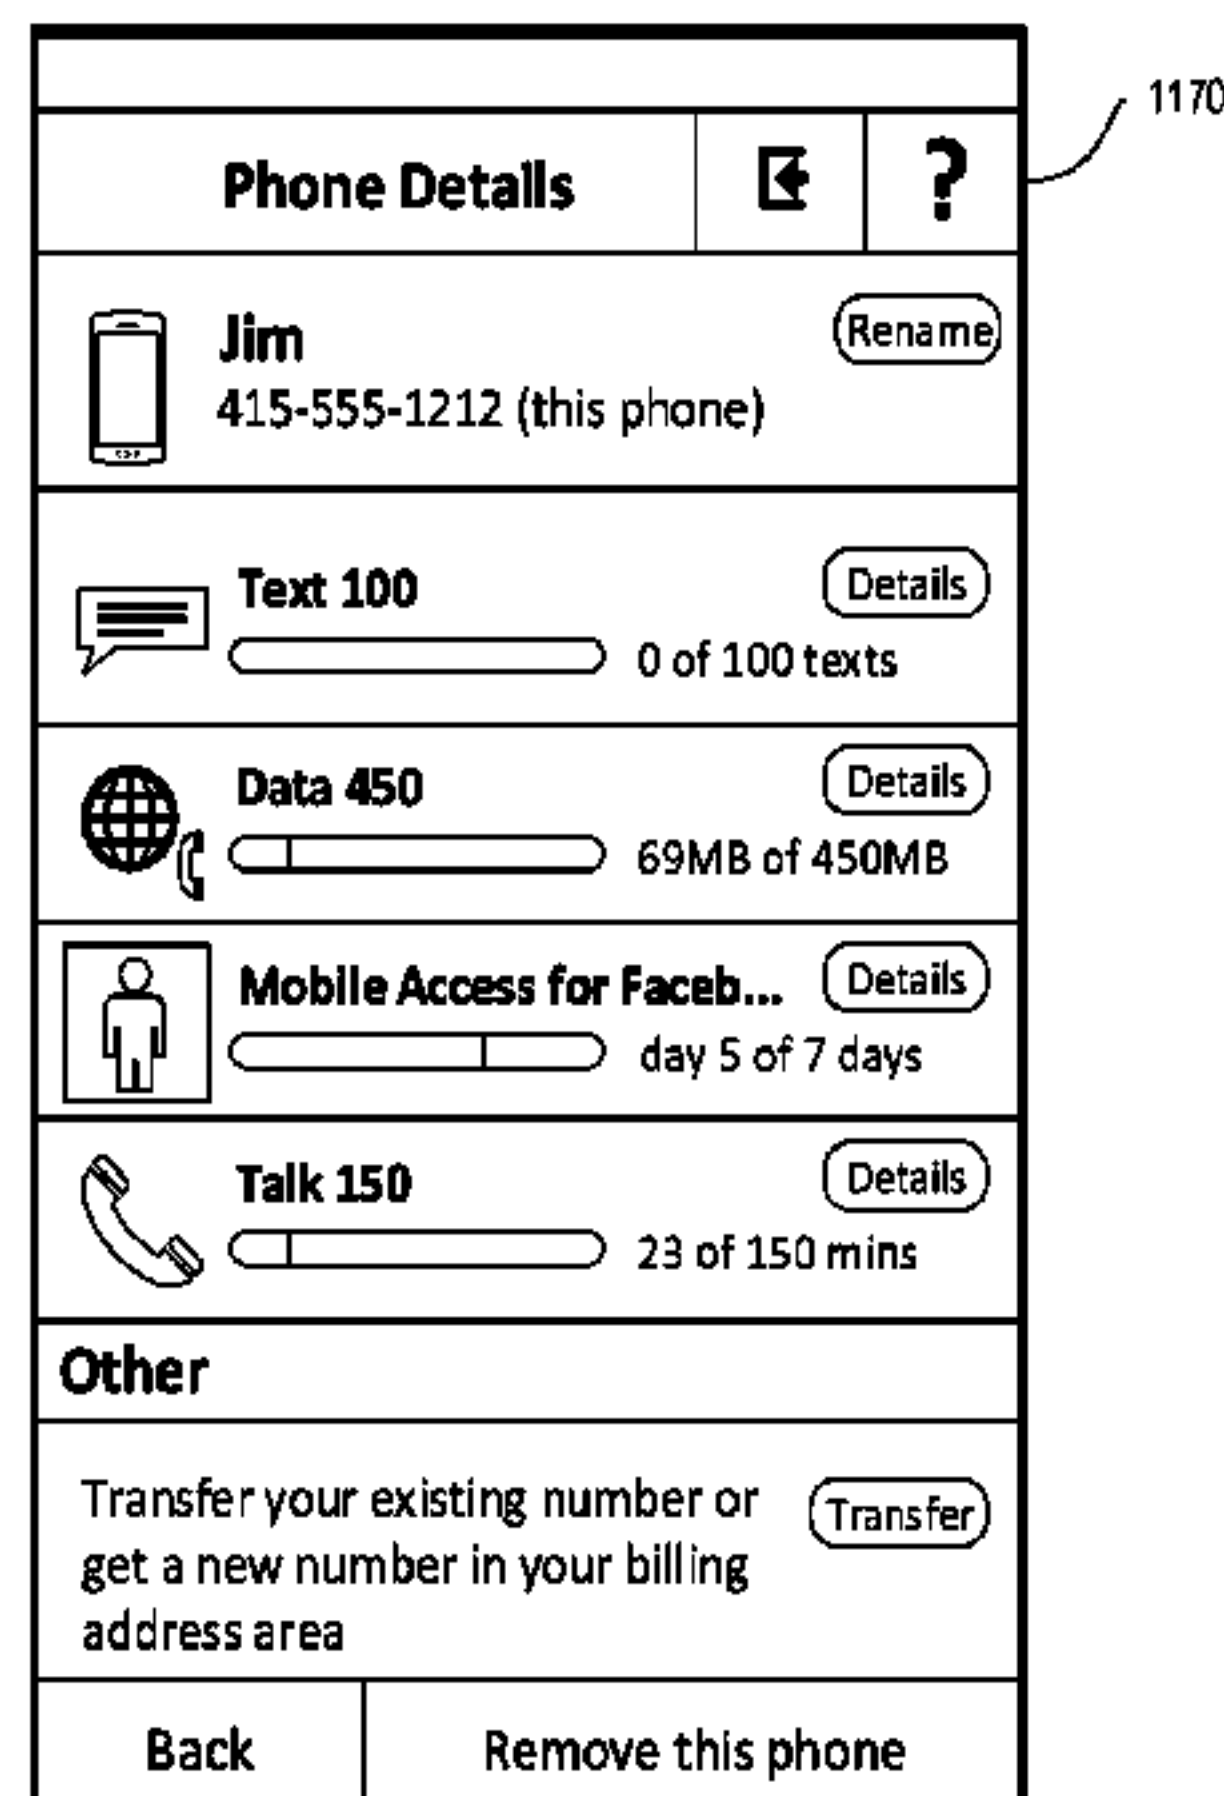 1170
Phone Details ?
Jim
Rename
415-555-1212 (this phone)
Text 100
Details
0 of 100 texts
Data 450
Details
69MB of 450MB
Mobile Access for Faceb...
Details
day 5 of 7 days
Talk 150
Details
23 of 150 mins
Other
Transfer your existing number or
get a new number in your billing
address area
Transfer
Back
Remove this phone